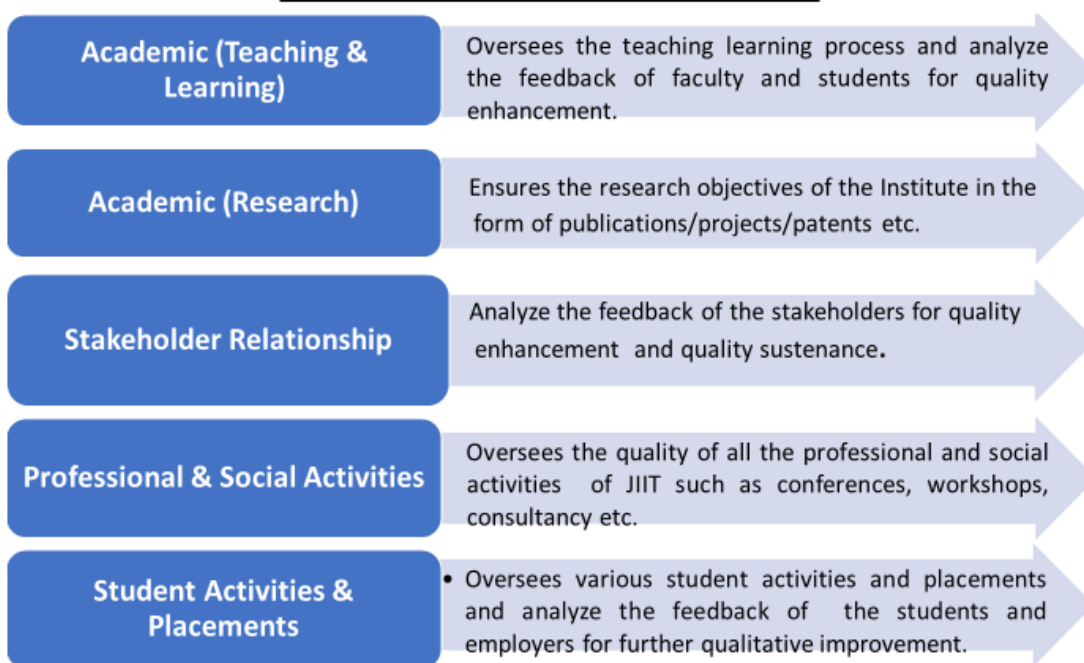 Academic (Teaching &
Learning)
Oversees the teaching learning process and analyze
the feedback of faculty and students for quality
enhancement.
Academic (Research)
Ensures the research objectives of the Institute in the
form of publications/projects/patents etc.
Stakeholder Relationship
Analyze the feedback of the stakeholders for quality
enhancement and quality sustenance.
Professional & Social Activities
Oversees the quality of all the professional and social
activities of JIIT such as conferences, workshops,
consultancy etc.
Student Activities &
Placements
• Oversees various student activities and placements
and analyze the feedback of the students and
employers for further qualitative improvement.